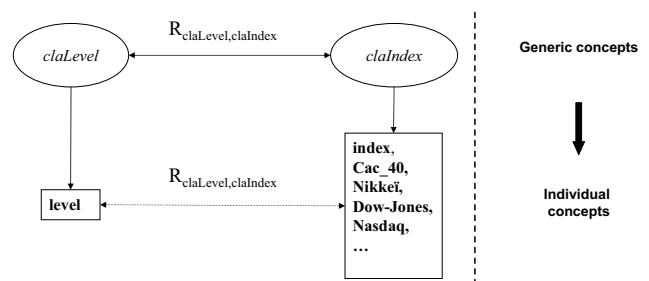 R_claLevel,claIndex
claLevel
claIndex
Generic concepts
index,
Cac_40,
Nikkeï,
Dow-Jones,
Nasdaq,
…
R_claLevel,claIndex
level
Individual
concepts